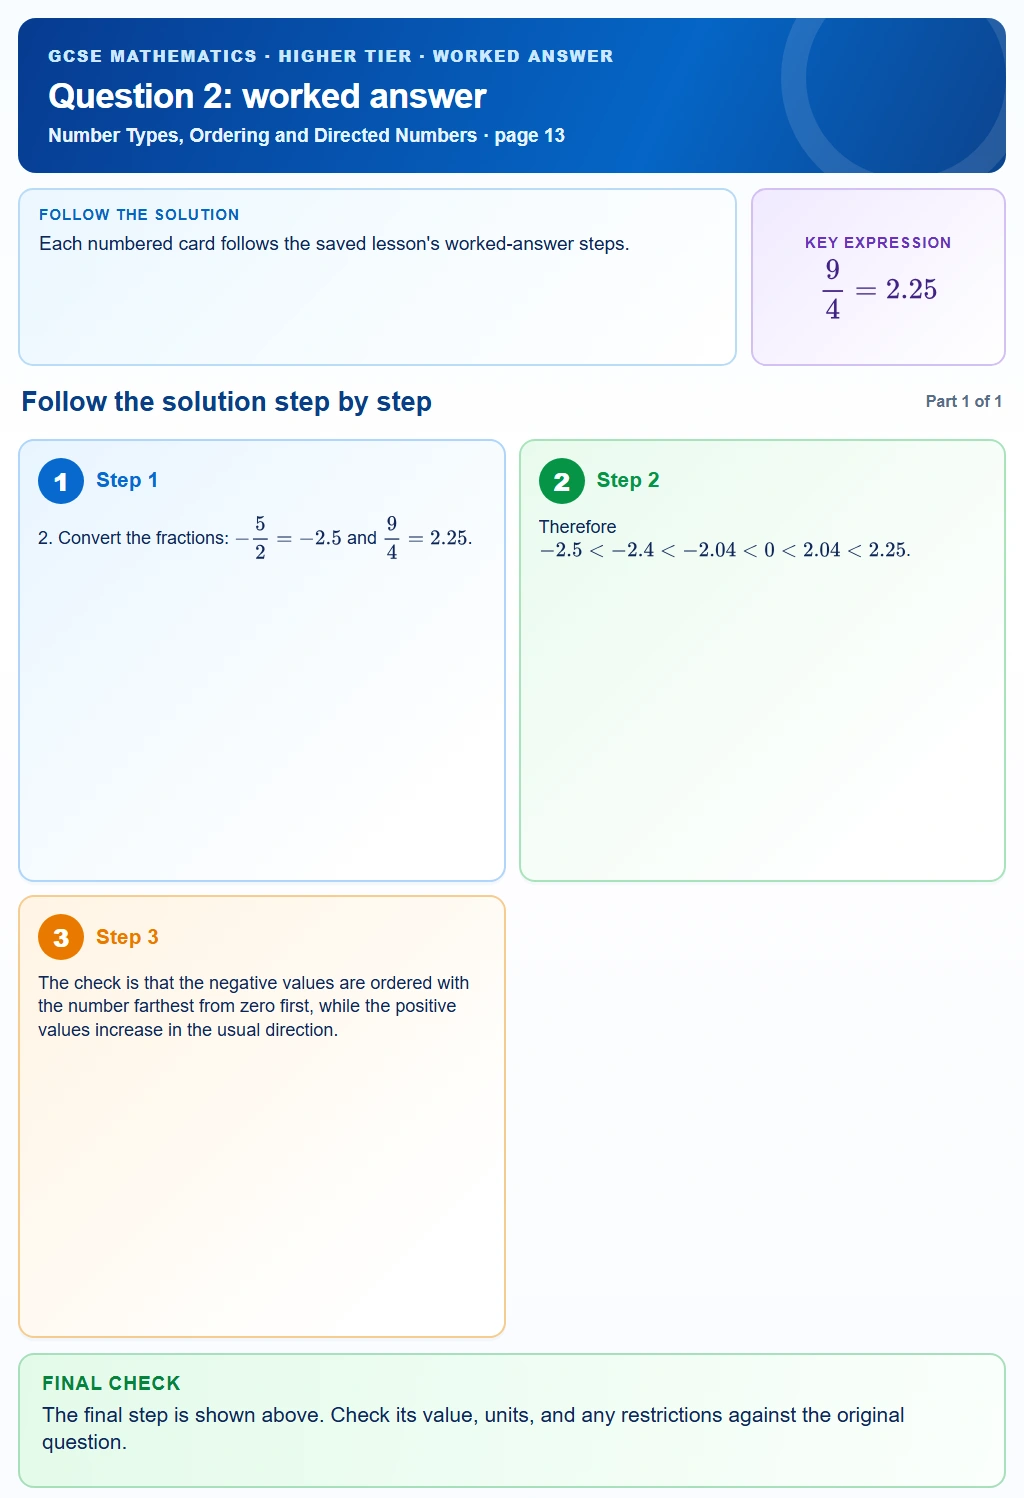 GCSE MATHEMATICS · HIGHER TIER · WORKED ANSWER
Question 2: worked answer
Number Types, Ordering and Directed Numbers · page 13
FOLLOW THE SOLUTION
Each numbered card follows the saved lesson's worked-answer steps.
KEY EXPRESSION
9/4 = 2.25
Follow the solution step by step
Part 1 of 1
1 Step 1
2. Convert the fractions: −5/2 = −2.5 and 9/4 = 2.25.
2 Step 2
Therefore
−2.5 < −2.4 < −2.04 < 0 < 2.04 < 2.25.
3 Step 3
The check is that the negative values are ordered with
the number farthest from zero first, while the positive
values increase in the usual direction.
FINAL CHECK
The final step is shown above. Check its value, units, and any restrictions against the original
question.